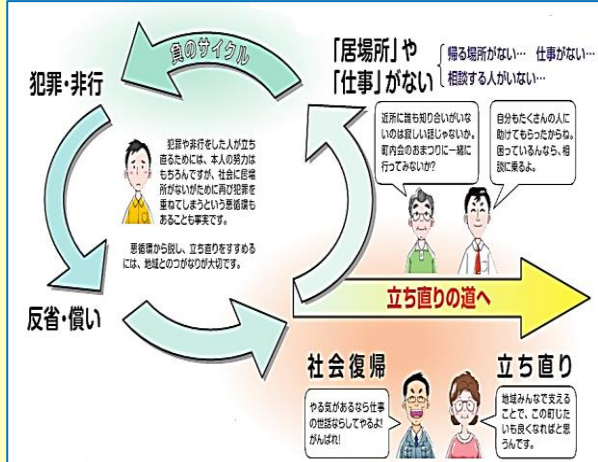 負のサイクル
「居場所」や
「仕事」がない
帰る場所がない… 仕事がない…
相談する人がいない…
犯罪・非行
犯罪や非行をした人が立ち
直るためには、本人の努力は
もちろんですが、社会に居場
所がないがために再び犯罪を
重ねてしまうという悪循環も
あることも事実です。
悪循環から脱し、立ち直りをすすめる
には、地域とのつながりが大切です。
近所に誰も知り合いがいな
いのは寂しい話じゃないか。
町内会のおまつりに一緒に
行ってみないか?
自分もたくさんの人に
助けてもらったからね。
困っているんなら、相
談に乗るよ。
反省・償い
立ち直りの道へ
社会復帰
立ち直り
やる気があるなら仕事
の世話ならしてやるよ!
がんばれ!
地域みんなで支える
ことで、この町じた
いも良くなればと思
うんです。